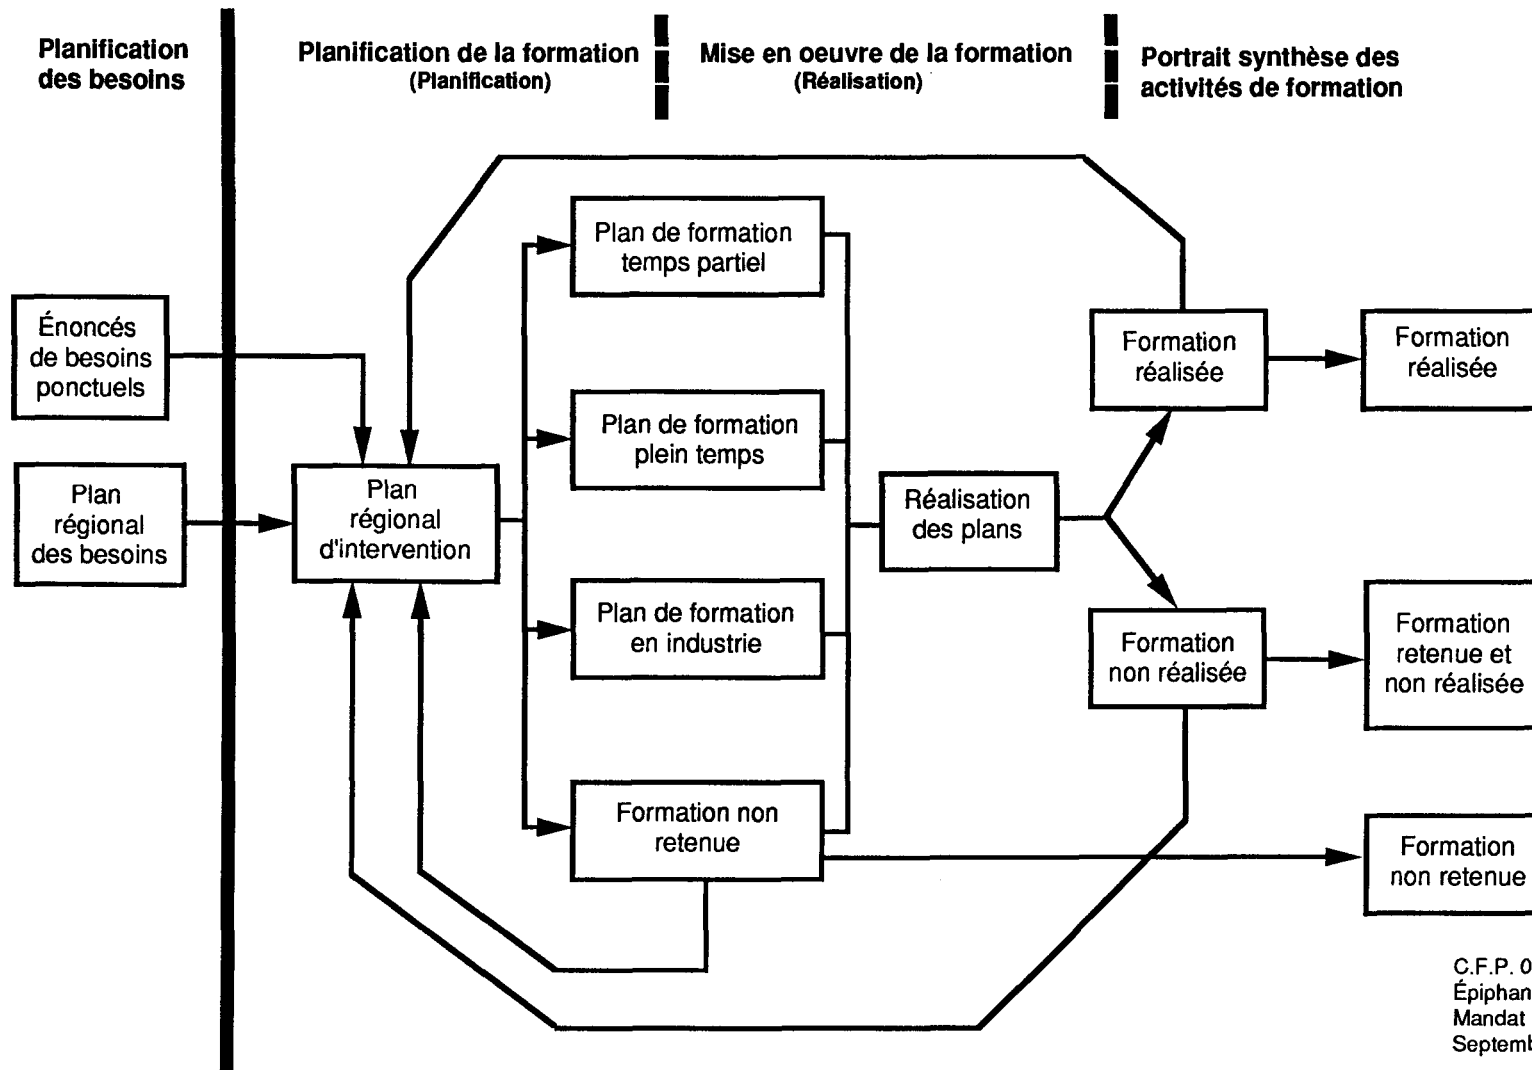 Planification
des besoins
Planification de la formation
(Planification)
Mise en oeuvre de la formation
(Réalisation)
Portrait synthèse des
activités de formation
Énoncés
de besoins
ponctuels
Plan
régional
des besoins
Plan
régional
d'intervention
Plan de formation
temps partiel
Plan de formation
plein temps
Plan de formation
en industrie
Formation non
retenue
Réalisation
des plans
Formation
réalisée
Formation
non réalisée
Formation
réalisée
Formation
retenue et
non réalisée
Formation
non retenue
C.F.P. 0
Épiphan
Mandat
Septemb